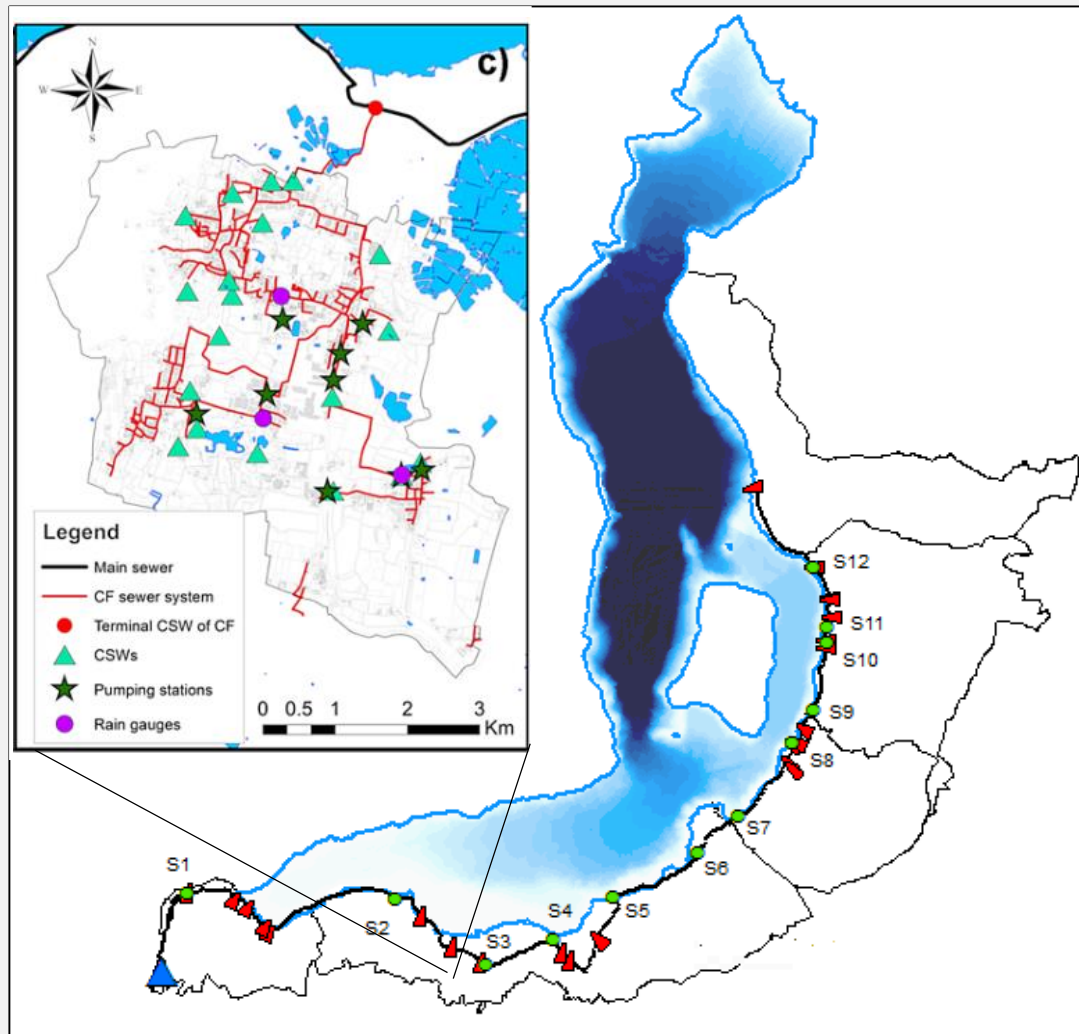 N
W E
S
c)
Legend
Main sewer
CF sewer system
Terminal CSW of CF
CSWs
Pumping stations
Rain gauges
0 0.5 1 2 3
Km
S12
S11
S10
S9
S8
S7
S6
S1
S5
S2
S4
S3